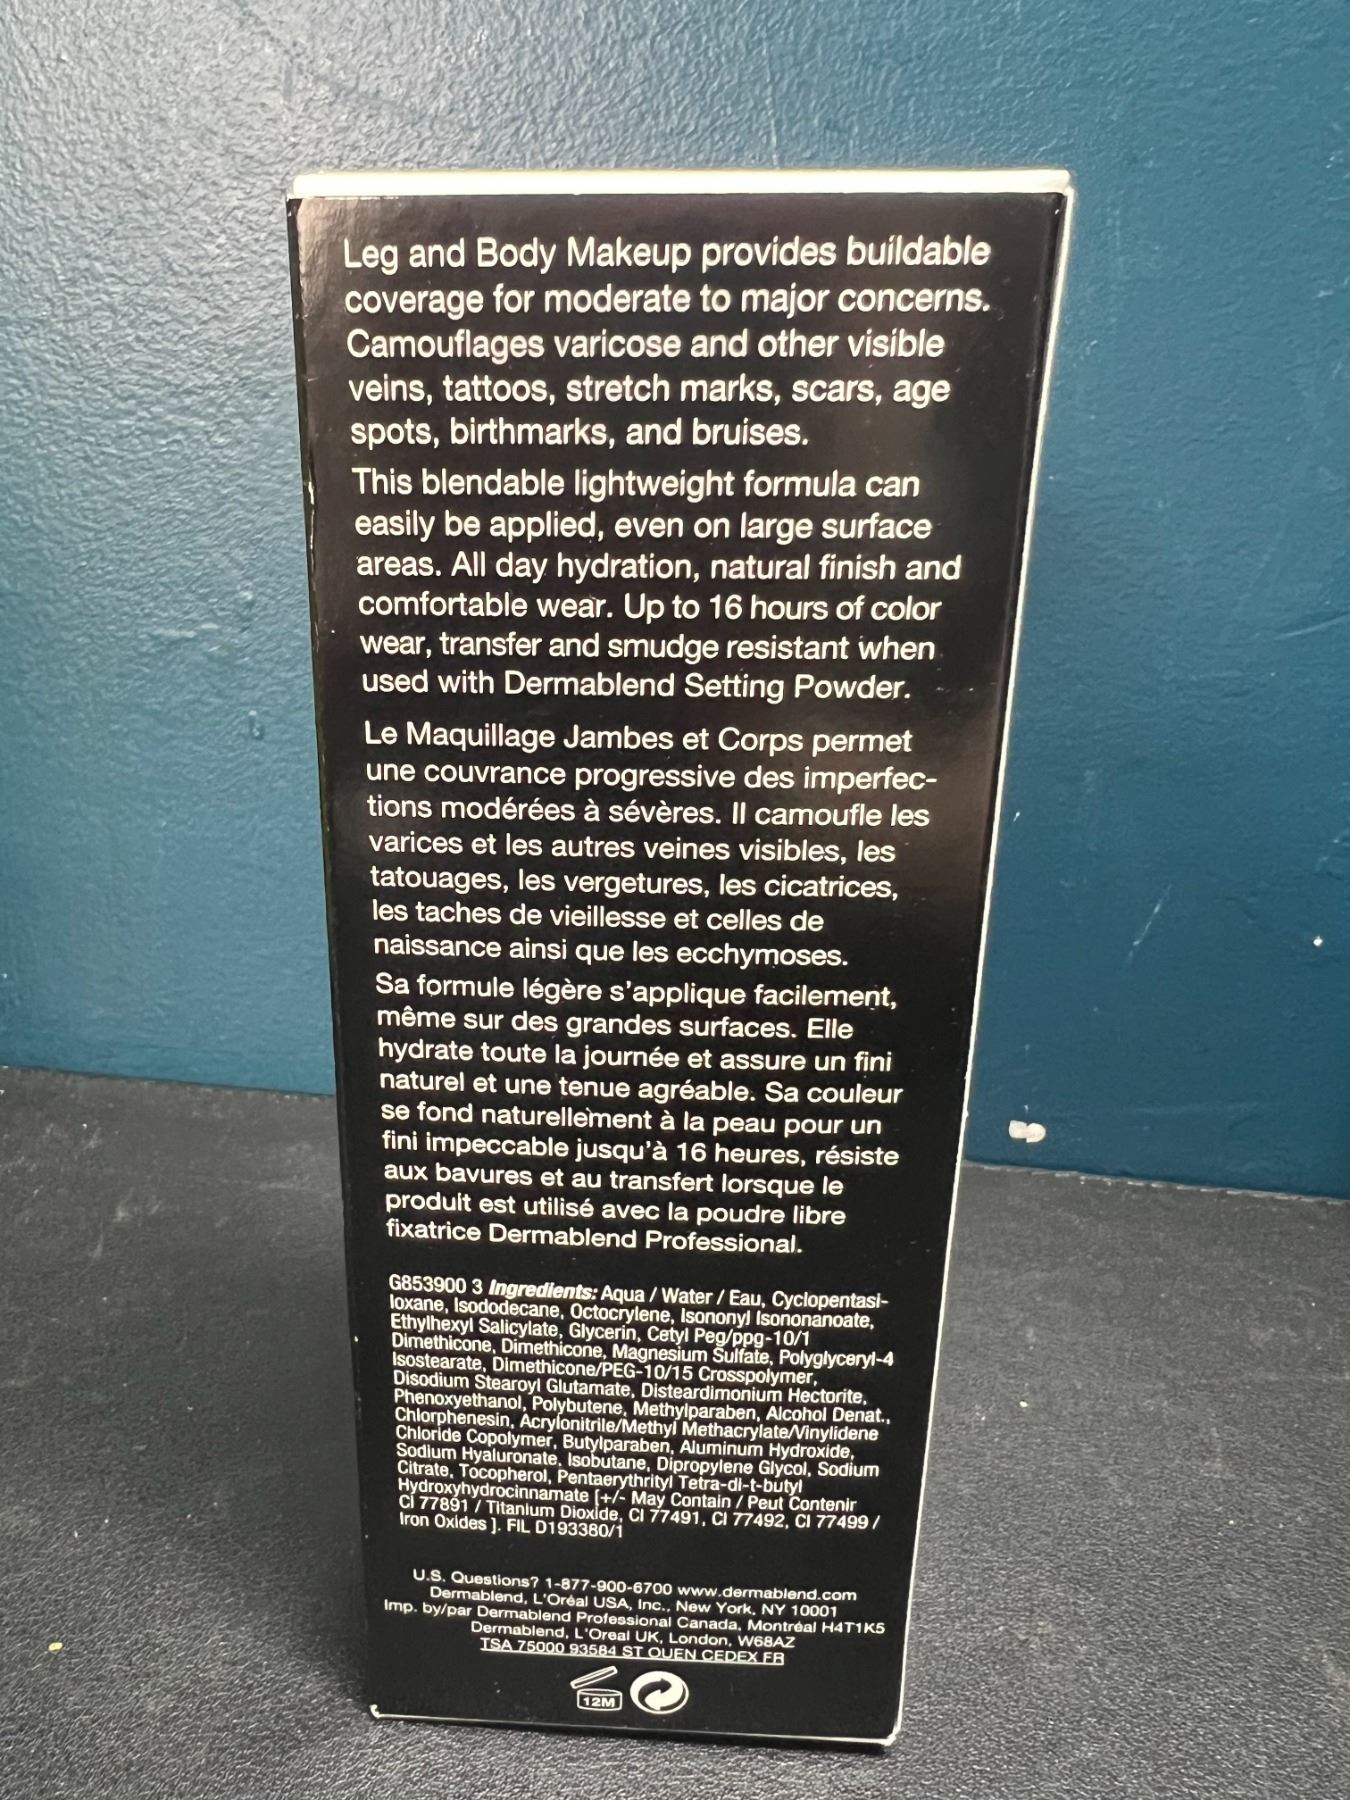 Leg and Body Makeup provides buildable
coverage for moderate to major concerns.
Camouflages varicose and other visible
veins, tattoos, stretch marks, scars, age
spots, birthmarks, and bruises.
This blendable lightweight formula can
easily be applied, even on large surface
areas. All day hydration, natural finish and
comfortable wear. Up to 16 hours of color
wear, transfer and smudge resistant when
used with Dermablend Setting Powder.
Le Maquillage Jambes et Corps permet
une couvrance progressive des imperfec-
tions modérées à sévères. Il camoufle les
varices et les autres veines visibles, les
tatouages, les vergetures, les cicatrices,
les taches de vieillesse et celles de
naissance ainsi que les ecchymoses.
Sa formule légère s'applique facilement,
même sur des grandes surfaces. Elle
hydrate toute la journée et assure un fini
naturel et une tenue agréable. Sa couleur
se fond naturellement à la peau pour un
fini impeccable jusqu'à 16 heures, résiste
aux bavures et au transfert lorsque le
produit est utilisé avec la poudre libre
fixatrice Dermablend Professional.
G853900 3 Ingredients: Aqua / Water / Eau, Cyclopentasi-
loxane, Isododecane, Octocrylene, Isononyl Isononanoate,
Ethylhexyl Salicylate, Glycerin, Cetyl Peg/ppg-10/1
Dimethicone, Dimethicone, Magnesium Sulfate, Polyglyceryl-4
Isostearate, Dimethicone/PEG-10/15 Crosspolymer,
Disodium Stearoyl Glutamate, Disteardimonium Hectorite,
Phenoxyethanol, Polybutene, Methylparaben, Alcohol Denat.,
Chlorphenesin, Acrylonitrile/Methyl Methacrylate/Vinylidene
Chloride Copolymer, Butylparaben, Aluminum Hydroxide,
Sodium Hyaluronate, Isobutane, Dipropylene Glycol, Sodium
Citrate, Tocopherol, Pentaerythrityl Tetra-di-t-butyl
Hydroxyhydrocinnamate [+/- May Contain / Peut Contenir
CI 77891 / Titanium Dioxide, CI 77491, CI 77492, CI 77499 /
Iron Oxides ]. FIL D193380/1
U.S. Questions? 1-877-900-6700 www.dermablend.com
Dermablend, L'Oréal USA, Inc., New York, NY 10001
Imp. by/par Dermablend Professional Canada, Montréal H4T1K5
Dermablend, L'Oreal UK, London, W68AZ
TSA 75000 93584 ST OUEN CEDEX FR
12M